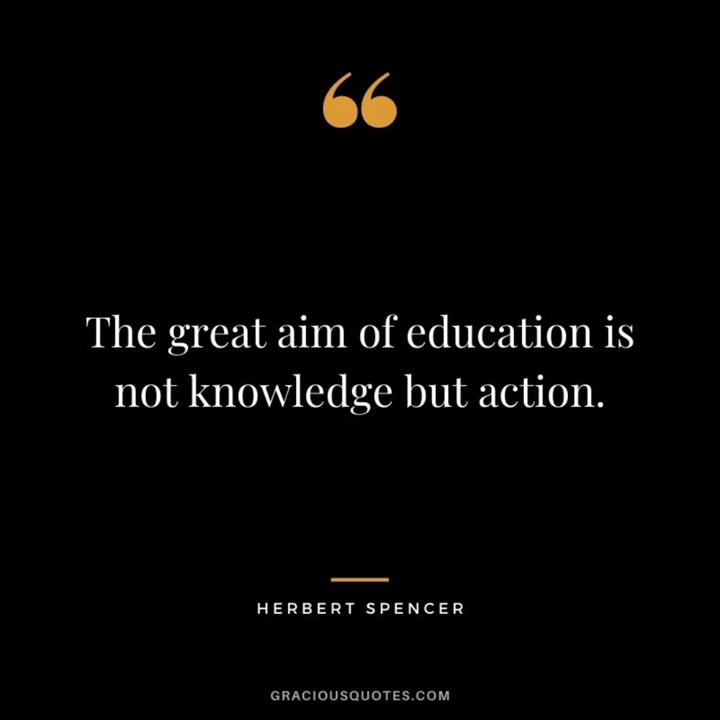 “
The great aim of education is
not knowledge but action.
HERBERT SPENCER
GRACIOUSQUOTES.COM